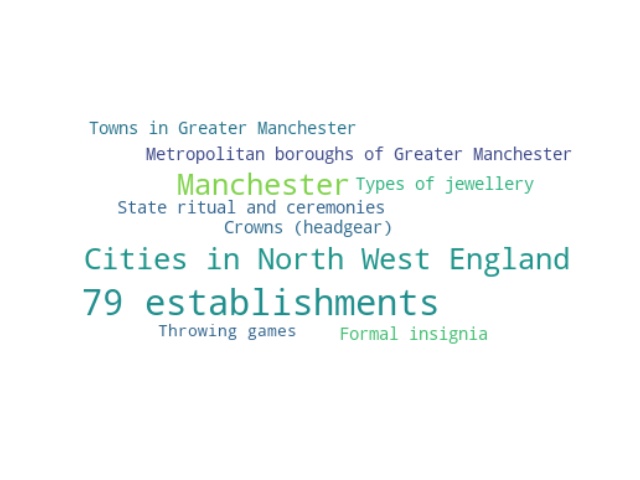 Towns in Greater Manchester
Metropolitan boroughs of Greater Manchester
Manchester Types of jewellery
State ritual and ceremonies
Crowns (headgear)
Cities in North West England
79 establishments
Throwing games Formal insignia